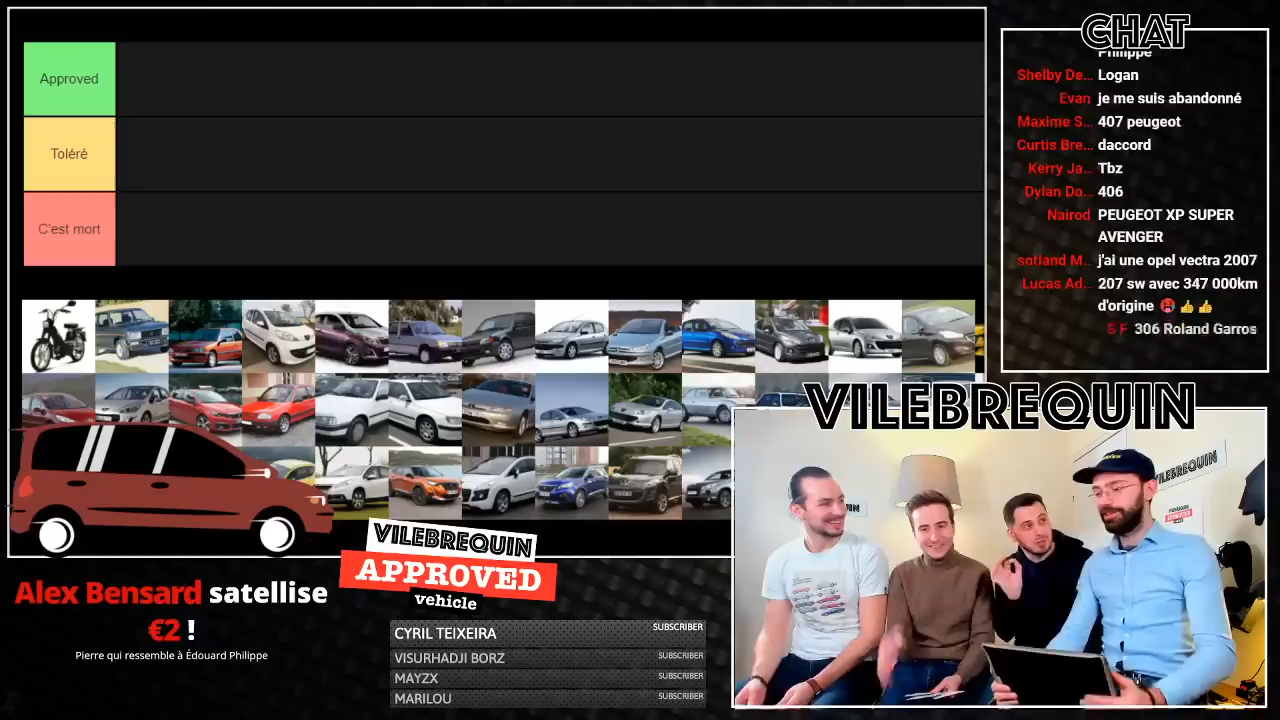 CHAT
Philippe
Shelby De... Logan
Evan je me suis abandonné
Maxime S... 407 peugeot
Curtis Bre... daccord
Kerry Ja... Tbz
Dylan Do... 406
Nairod PEUGEOT XP SUPER
AVENGER
sotland M... j'ai une opel vectra 2007
Lucas Ad... 207 sw avec 347 000km
d'origine
S F 306 Roland Garros
Approved
Toléré
C'est mort
VILEBREQUIN
VILEBREQUIN
VILEBREQUIN
APPROVED
vehicle
Alex Bensard satellise
€2 !
Pierre qui ressemble à Édouard Philippe
CYRIL TEIXEIRA SUBSCRIBER
VISURHADJI BORZ SUBSCRIBER
MAYZX SUBSCRIBER
MARILOU SUBSCRIBER